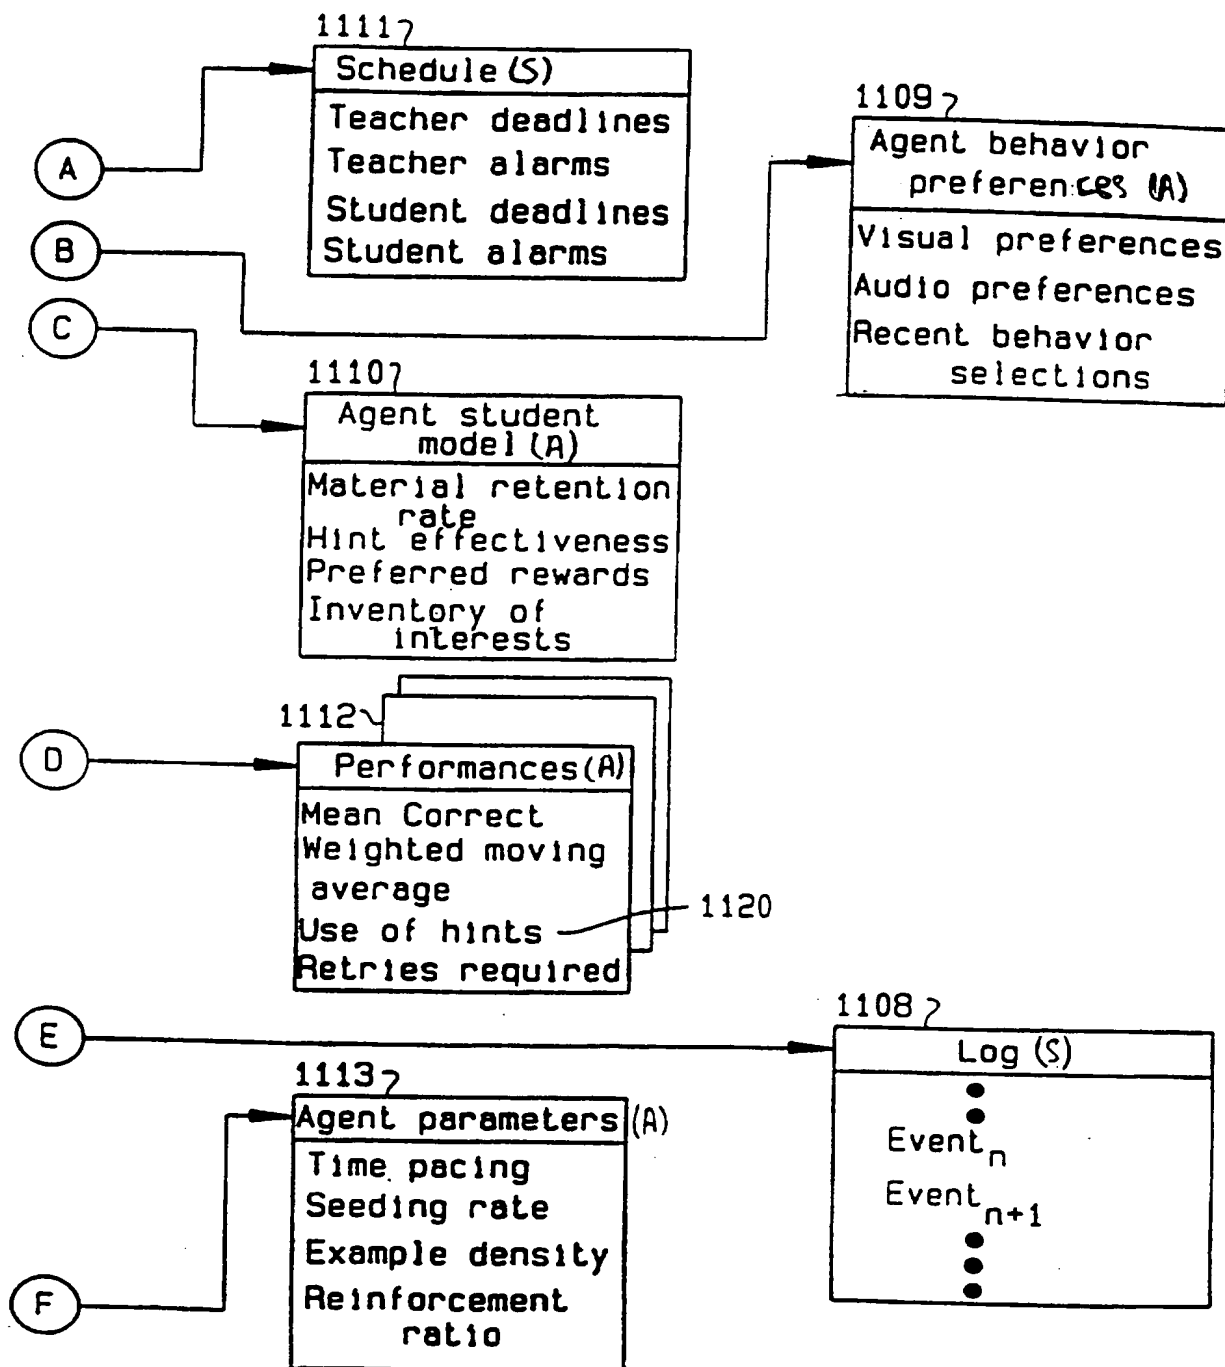 1111
Schedule (S)
Teacher deadlines
Teacher alarms
Student deadlines
Student alarms
A
B
C
1109
Agent behavior
preferences (A)
Visual preferences
Audio preferences
Recent behavior
selections
1110
Agent student
model (A)
Material retention
rate
Hint effectiveness
Preferred rewards
Inventory of
interests
1112
D
Performances (A)
Mean Correct
Weighted moving
average
Use of hints
1120
Retries required
E
1108
Log (S)
Event n
Event n+1
1113
Agent parameters (A)
Time pacing
Seeding rate
Example density
Reinforcement
ratio
F